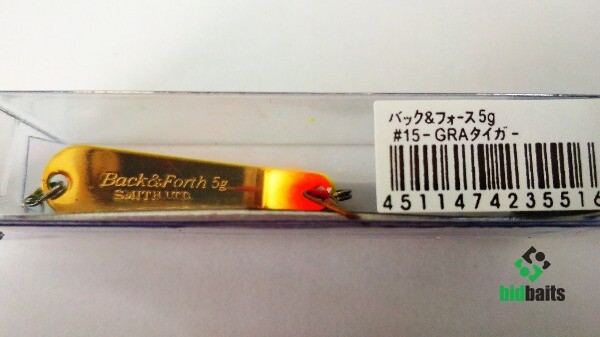 Back&Forth 5g
SMITH LTD.
バック&フォース5g
#15-GRAタイガ-
4511474235516
bidbaits